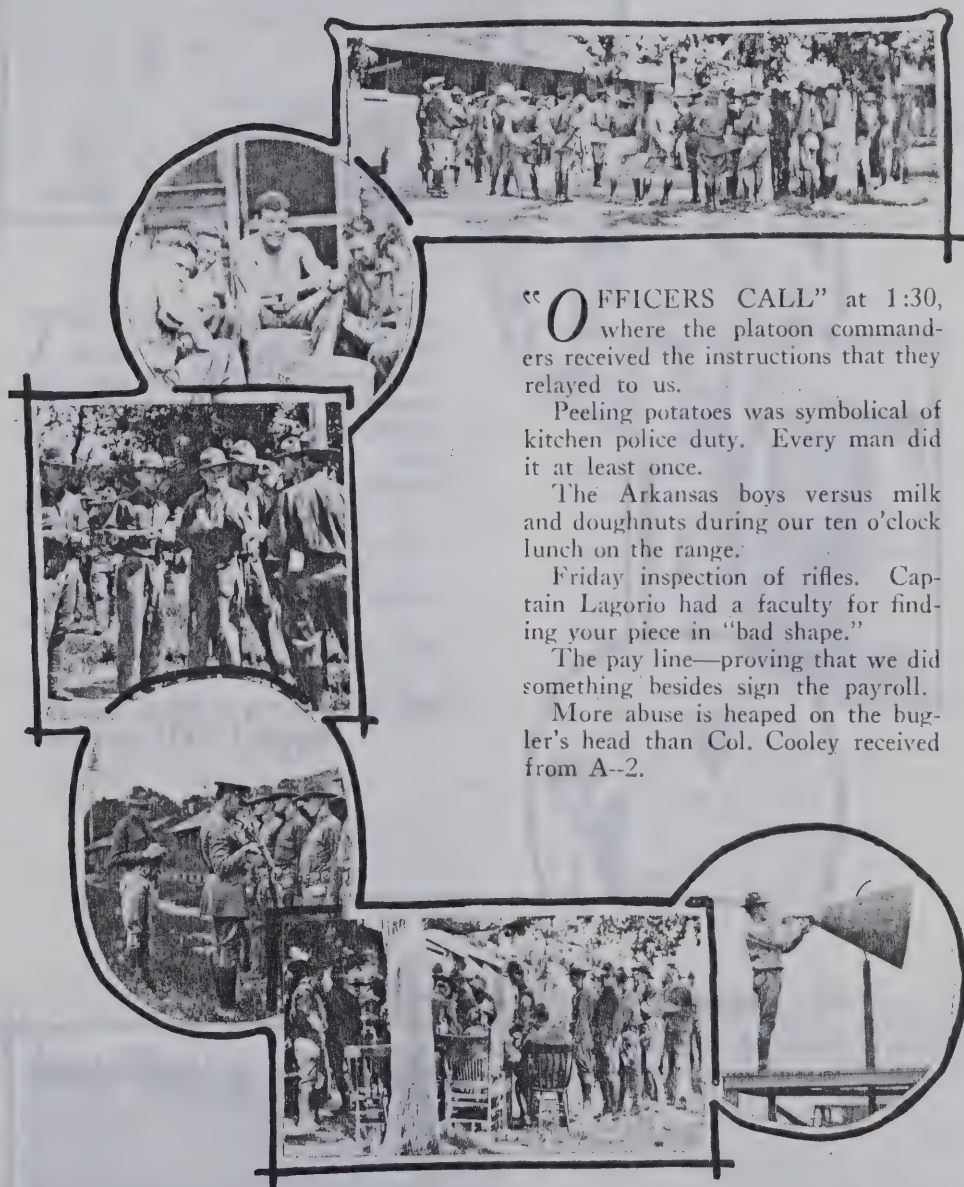 “OFFICERS CALL” at 1:30,
where the platoon command-
ers received the instructions that they
relayed to us.
Peeling potatoes was symbolical of
kitchen police duty. Every man did
it at least once.
The Arkansas boys versus milk
and doughnuts during our ten o'clock
lunch on the range.
Friday inspection of rifles. Cap-
tain Lagorio had a faculty for find-
ing your piece in “bad shape.”
The pay line—proving that we did
something besides sign the payroll.
More abuse is heaped on the bug-
ler's head than Col. Cooley received
from A--2.